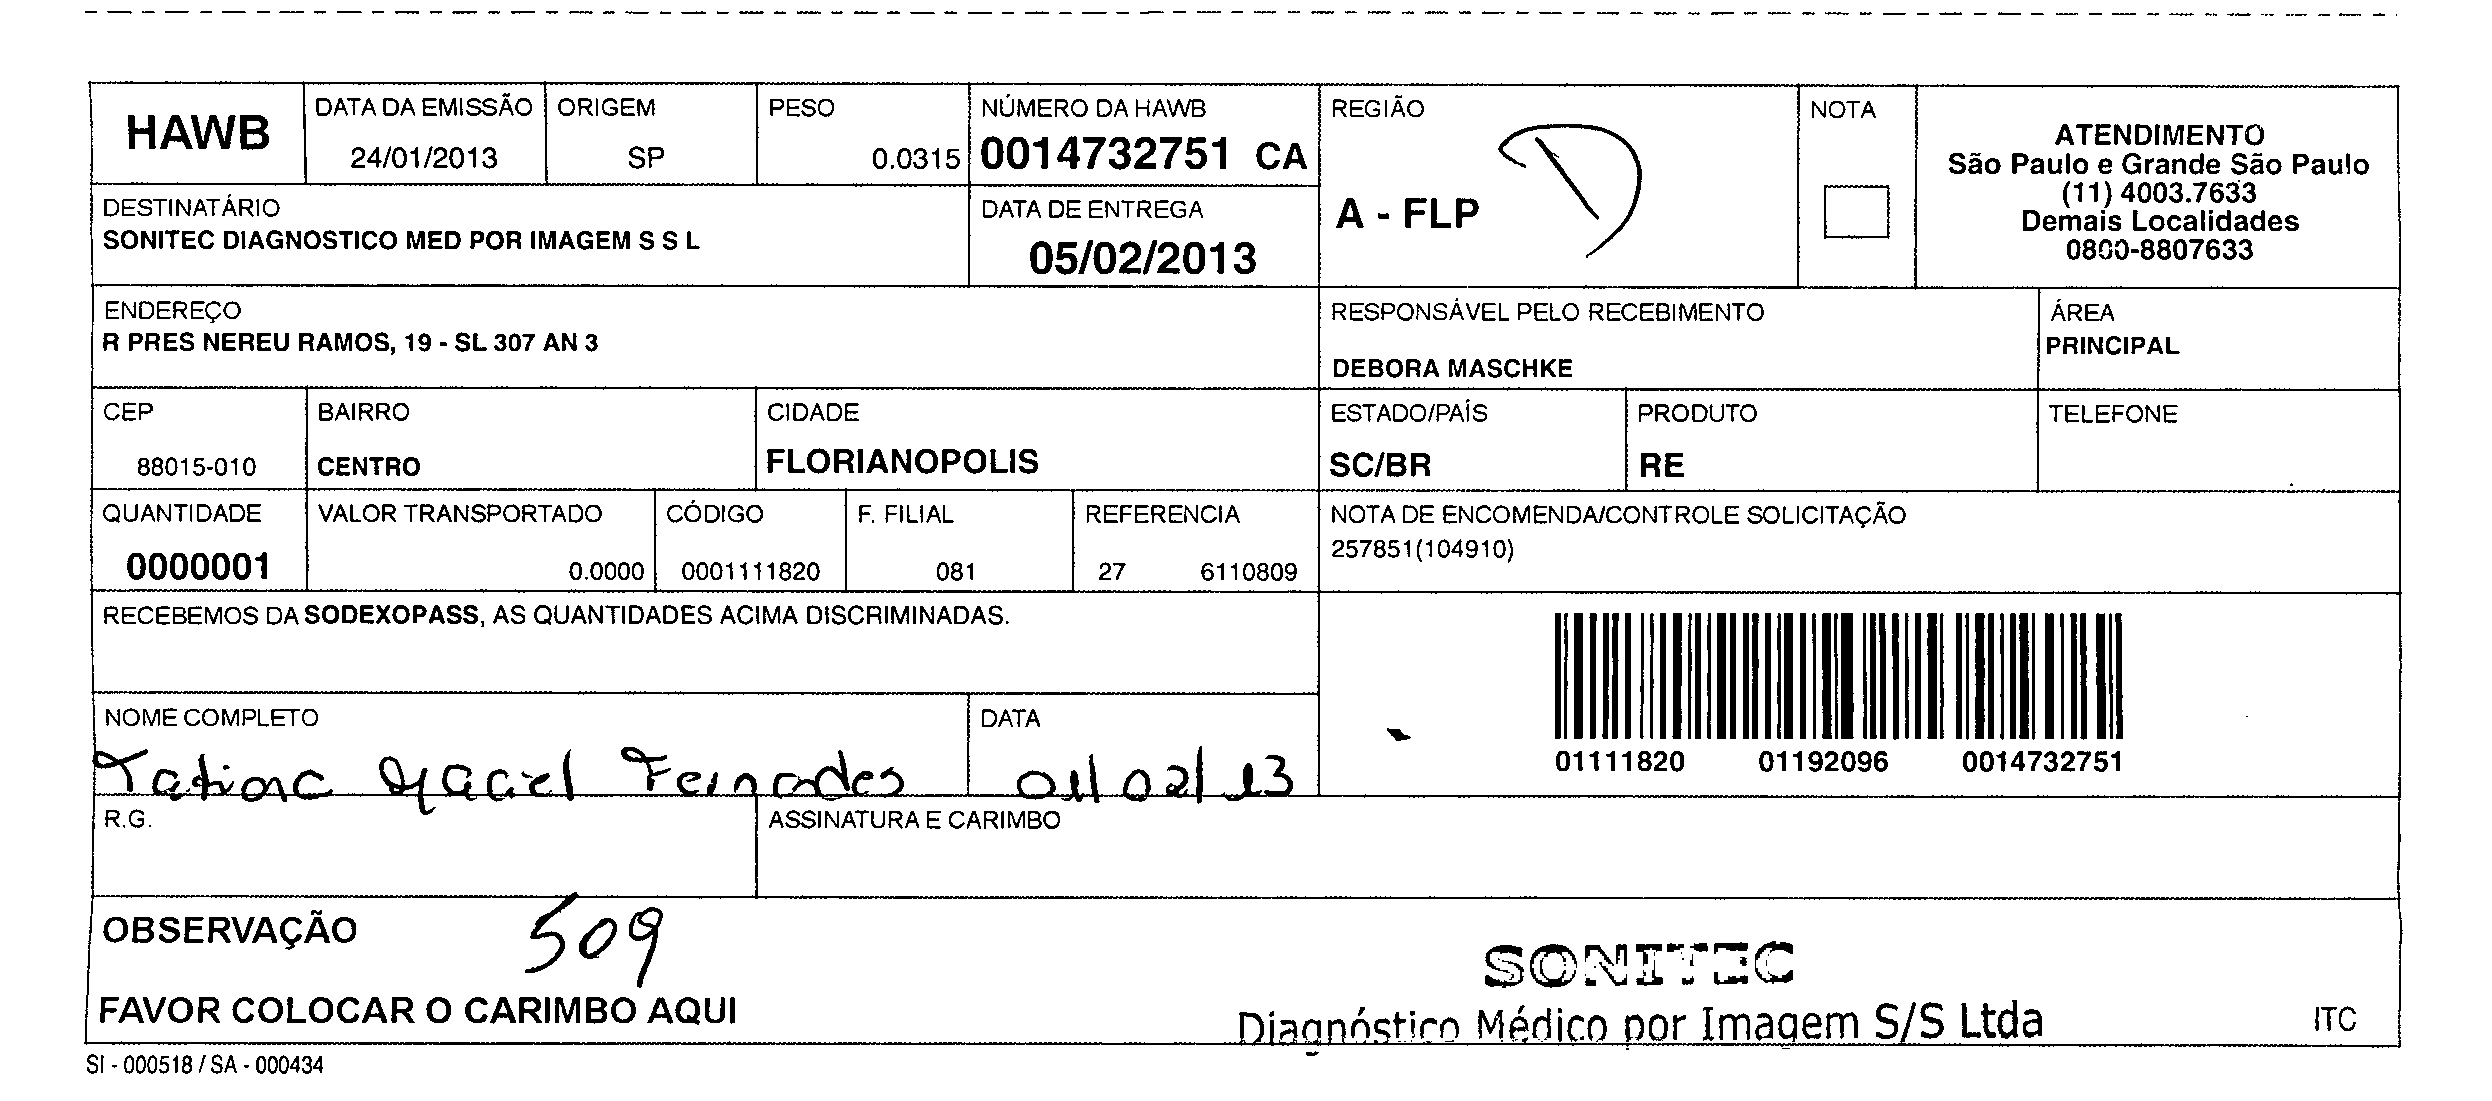 HAWB
DATA DA EMISSÃO
24/01/2013
ORIGEM
SP
PESO
0.0315
NÚMERO DA HAWB
0014732751 CA
REGIÃO
A - FLP
NOTA
ATENDIMENTO
São Paulo e Grande São Paulo
(11) 4003.7633
Demais Localidades
0800-8807633
DESTINATÁRIO
SONITEC DIAGNOSTICO MED POR IMAGEM S S L
DATA DE ENTREGA
05/02/2013
ENDEREÇO
R PRES NEREU RAMOS, 19 - SL 307 AN 3
RESPONSÁVEL PELO RECEBIMENTO
DEBORA MASCHKE
ÁREA
PRINCIPAL
CEP
88015-010
BAIRRO
CENTRO
CIDADE
FLORIANOPOLIS
ESTADO/PAÍS
SC/BR
PRODUTO
RE
TELEFONE
QUANTIDADE
0000001
VALOR TRANSPORTADO
0.0000
CÓDIGO
0001111820
F. FILIAL
081
REFERENCIA
27 6110809
NOTA DE ENCOMENDA/CONTROLE SOLICITAÇÃO
257851(104910)
RECEBEMOS DA SODEXOPASS, AS QUANTIDADES ACIMA DISCRIMINADAS.
01111820 01192096 0014732751
NOME COMPLETO
Tatiane Maciel Fernandes
DATA
01/02/13
R.G.
ASSINATURA E CARIMBO
OBSERVAÇÃO
509
FAVOR COLOCAR O CARIMBO AQUI
SONITEC
Diagnóstico Médico por Imagem S/S Ltda
ITC
SI - 000518 / SA - 000434